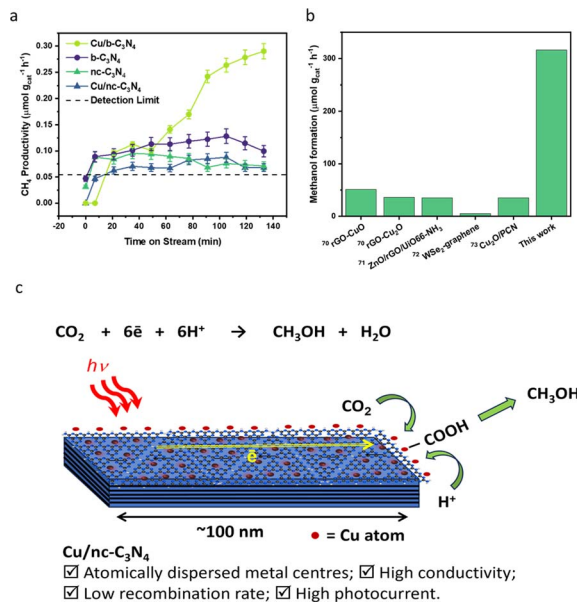 a
CH₄ Productivity (μmol g_cat⁻¹ h⁻¹)
0.30
0.25
0.20
0.15
0.10
0.05
0.00
Cu/b-C₃N₄
b-C₃N₄
nc-C₃N₄
Cu/nc-C₃N₄
Detection Limit
0 20 40 60 80 100 120 140
Time on Stream (min)
b
Methanol formation (μmol g_cat⁻¹ h⁻¹)
300
200
100
0
⁷⁰ rGO-CuO
⁷⁰ rGO-Cu₂O
⁷¹ ZnO/rGO/UiO66-NH₃
⁷² WSe₂-graphene
⁷³ Cu₂O/PCN
This work
c
CO₂ + 6ē + 6H⁺ → CH₃OH + H₂O
hν
CO₂
CH₃OH
COOH
ē
H⁺
~100 nm
= Cu atom
Cu/nc-C₃N₄
☑ Atomically dispersed metal centres; ☑ High conductivity;
☑ Low recombination rate; ☑ High photocurrent.